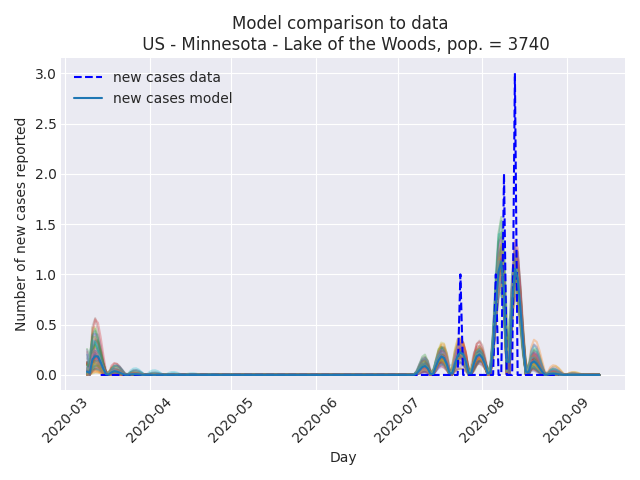 Model comparison to data
US - Minnesota - Lake of the Woods, pop. = 3740
new cases data
new cases model
Number of new cases reported
3.0
2.5
2.0
1.5
1.0
0.5
0.0
2020-03
2020-04
2020-05
2020-06
2020-07
2020-08
2020-09
Day